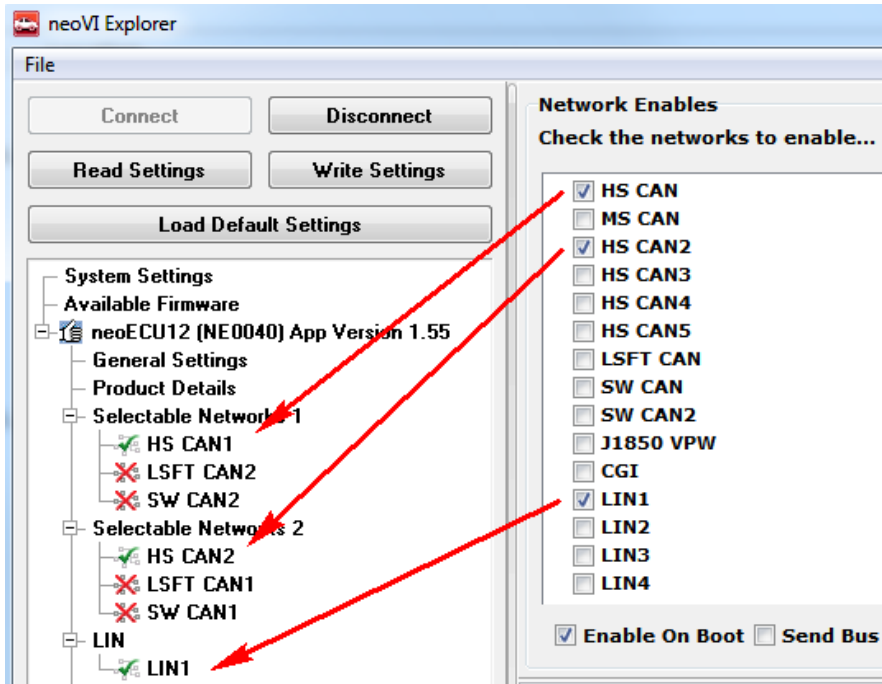 neoVI Explorer
File
Connect
Disconnect
Read Settings
Write Settings
Load Default Settings
System Settings
Available Firmware
neoECU12 (NE0040) App Version 1.55
General Settings
Product Details
Selectable Networks 1
HS CAN1
LSFT CAN2
SW CAN2
Selectable Networks 2
HS CAN2
LSFT CAN1
SW CAN1
LIN
LIN1
Network Enables
Check the networks to enable...
HS CAN
MS CAN
HS CAN2
HS CAN3
HS CAN4
HS CAN5
LSFT CAN
SW CAN
SW CAN2
J1850 VPW
CGI
LIN1
LIN2
LIN3
LIN4
Enable On Boot
Send Bus